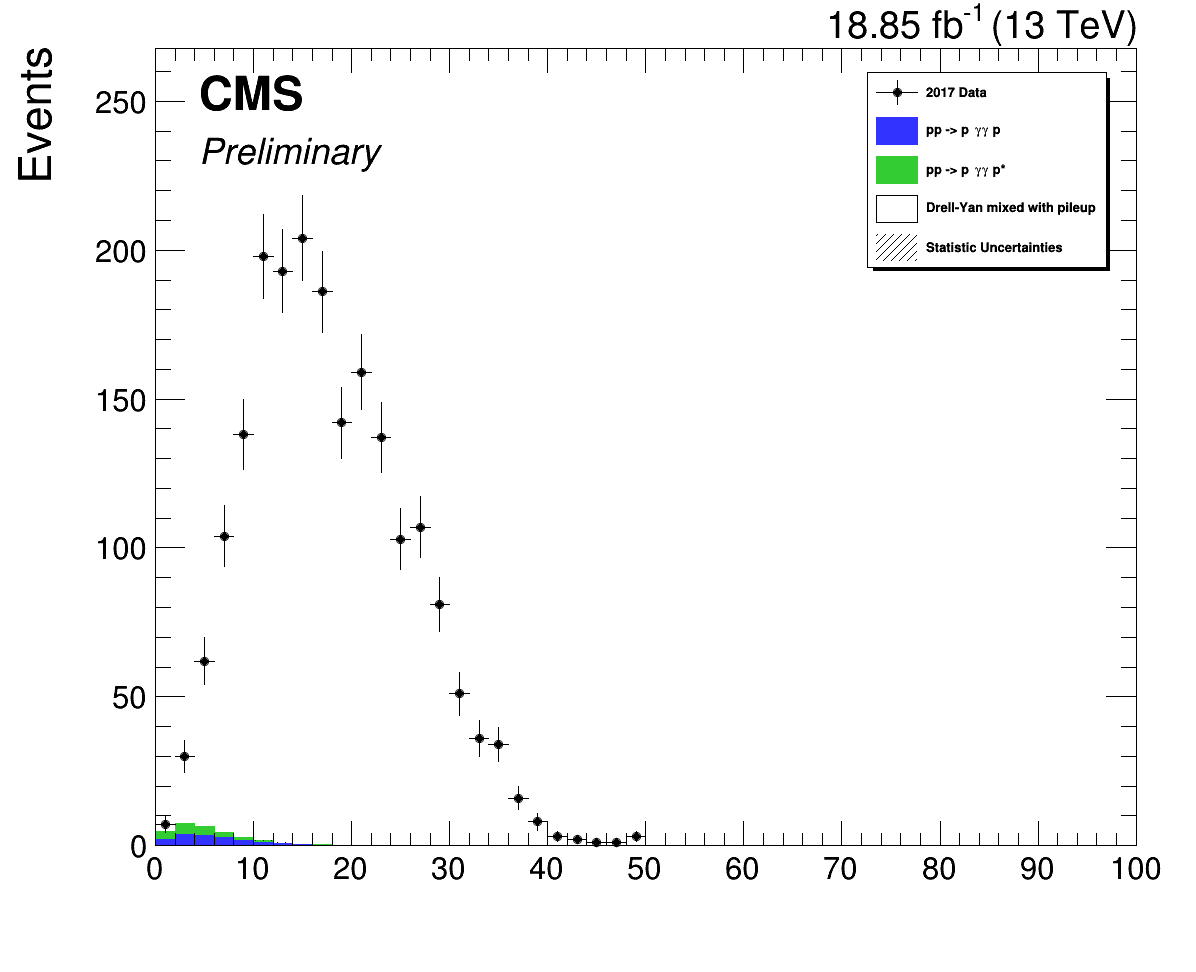 18.85 fb-1 (13 TeV)
Events
CMS
Preliminary
2017 Data
pp -> p γγ p
pp -> p γγ p*
Drell-Yan mixed with pileup
Statistic Uncertainties
250
200
150
100
50
0
0 10 20 30 40 50 60 70 80 90 100